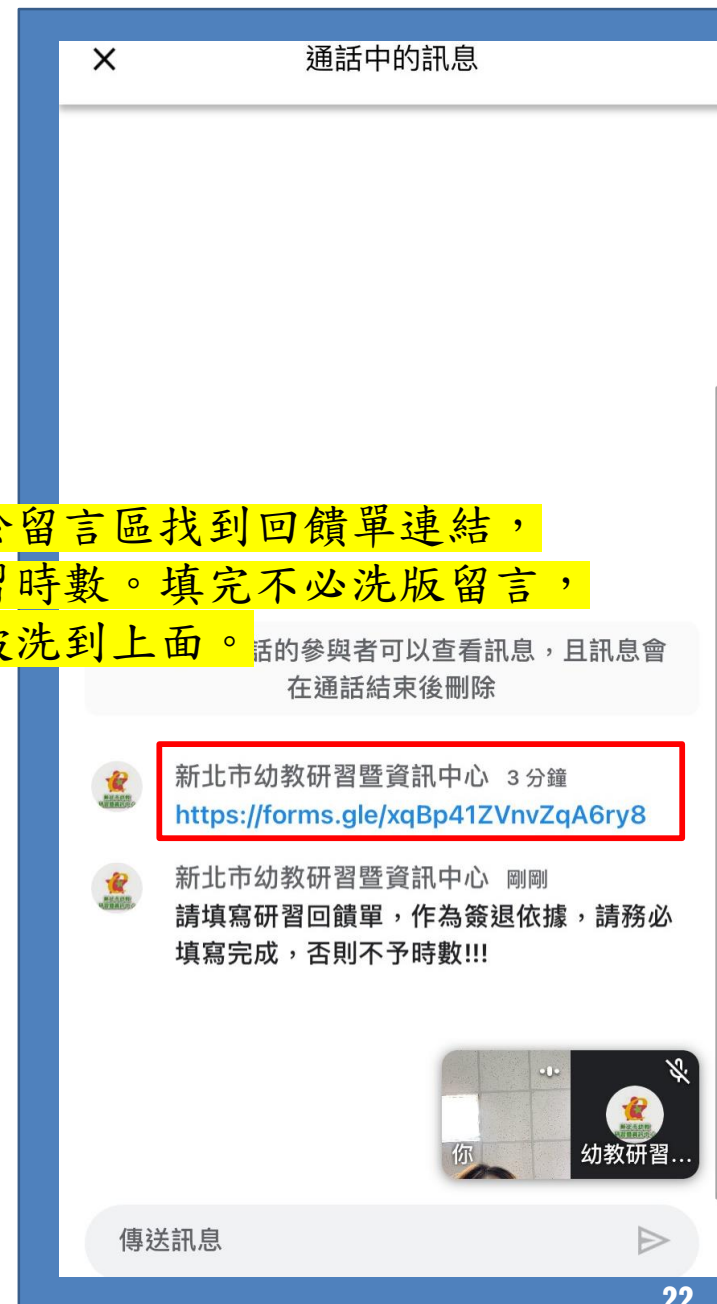 通話中的訊息
留言區找到回饋單連結，
時數。填完不必洗版留言，
洗到上面。
話的參與者可以查看訊息，且訊息會
在通話結束後刪除
新北市幼教研習暨資訊中心 3 分鐘
https://forms.gle/xqBp41ZVnvZqA6ry8
新北市幼教研習暨資訊中心 剛剛
請填寫研習回饋單，作為簽退依據，請務必
填寫完成，否則不予時數!!!
你
幼教研習...
傳送訊息
22